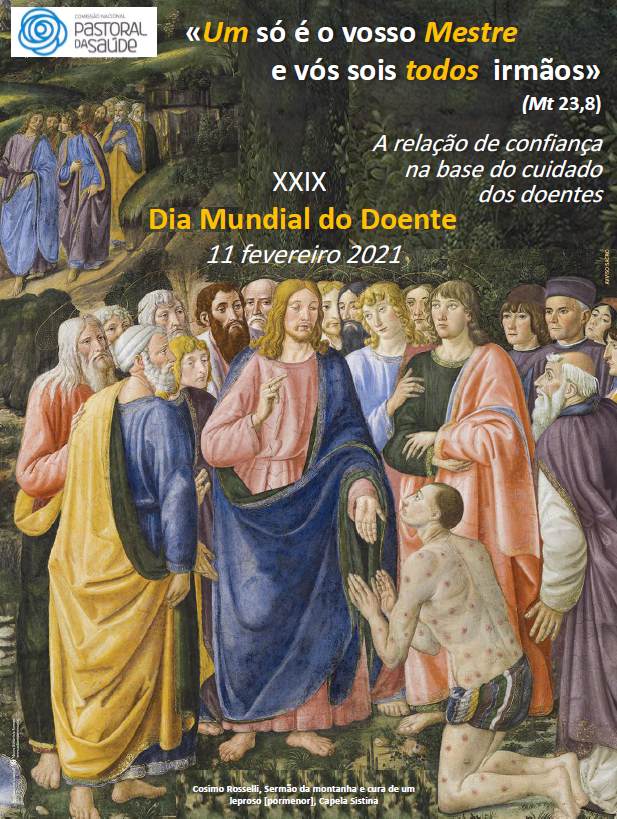 COMISSÃO NACIONAL
PASTORAL
DA SAÚDE
«Um só é o vosso Mestre
e vós sois todos irmãos»
(Mt 23,8)
A relação de confiança
na base do cuidado
dos doentes
XXIX
Dia Mundial do Doente
11 fevereiro 2021
Cosimo Rosselli, Sermão da montanha e cura de um
leproso [pormenor], Capela Sistina